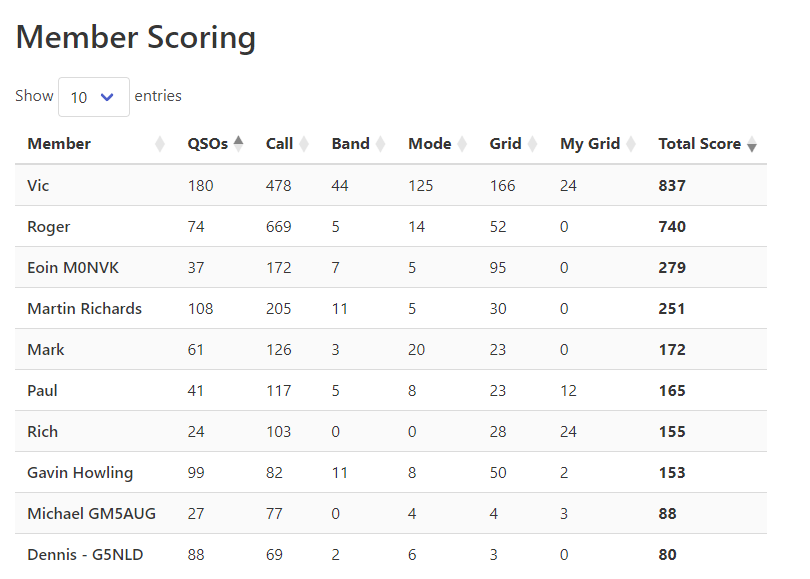 Member Scoring
Show 10 entries
Member QSOs Call Band Mode Grid My Grid Total Score
Vic 180 478 44 125 166 24 837
Roger 74 669 5 14 52 0 740
Eoin M0NVK 37 172 7 5 95 0 279
Martin Richards 108 205 11 5 30 0 251
Mark 61 126 3 20 23 0 172
Paul 41 117 5 8 23 12 165
Rich 24 103 0 0 28 24 155
Gavin Howling 99 82 11 8 50 2 153
Michael GM5AUG 27 77 0 4 4 3 88
Dennis - G5NLD 88 69 2 6 3 0 80